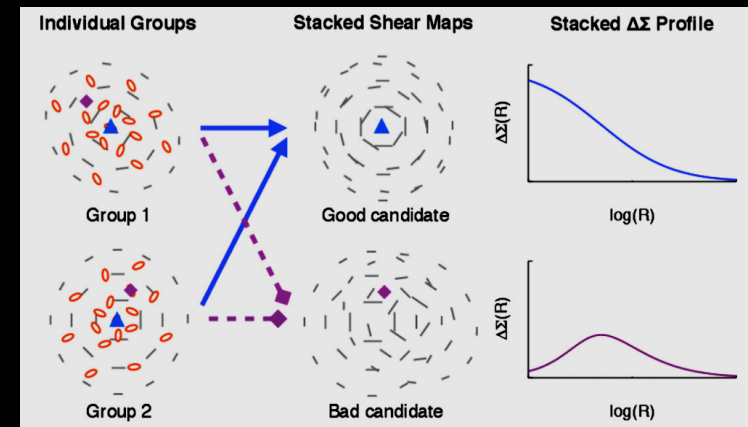 Individual Groups
Stacked Shear Maps
Stacked ΔΣ Profile
ΔΣ(R)
Group 1
Good candidate
log(R)
ΔΣ(R)
Group 2
Bad candidate
log(R)